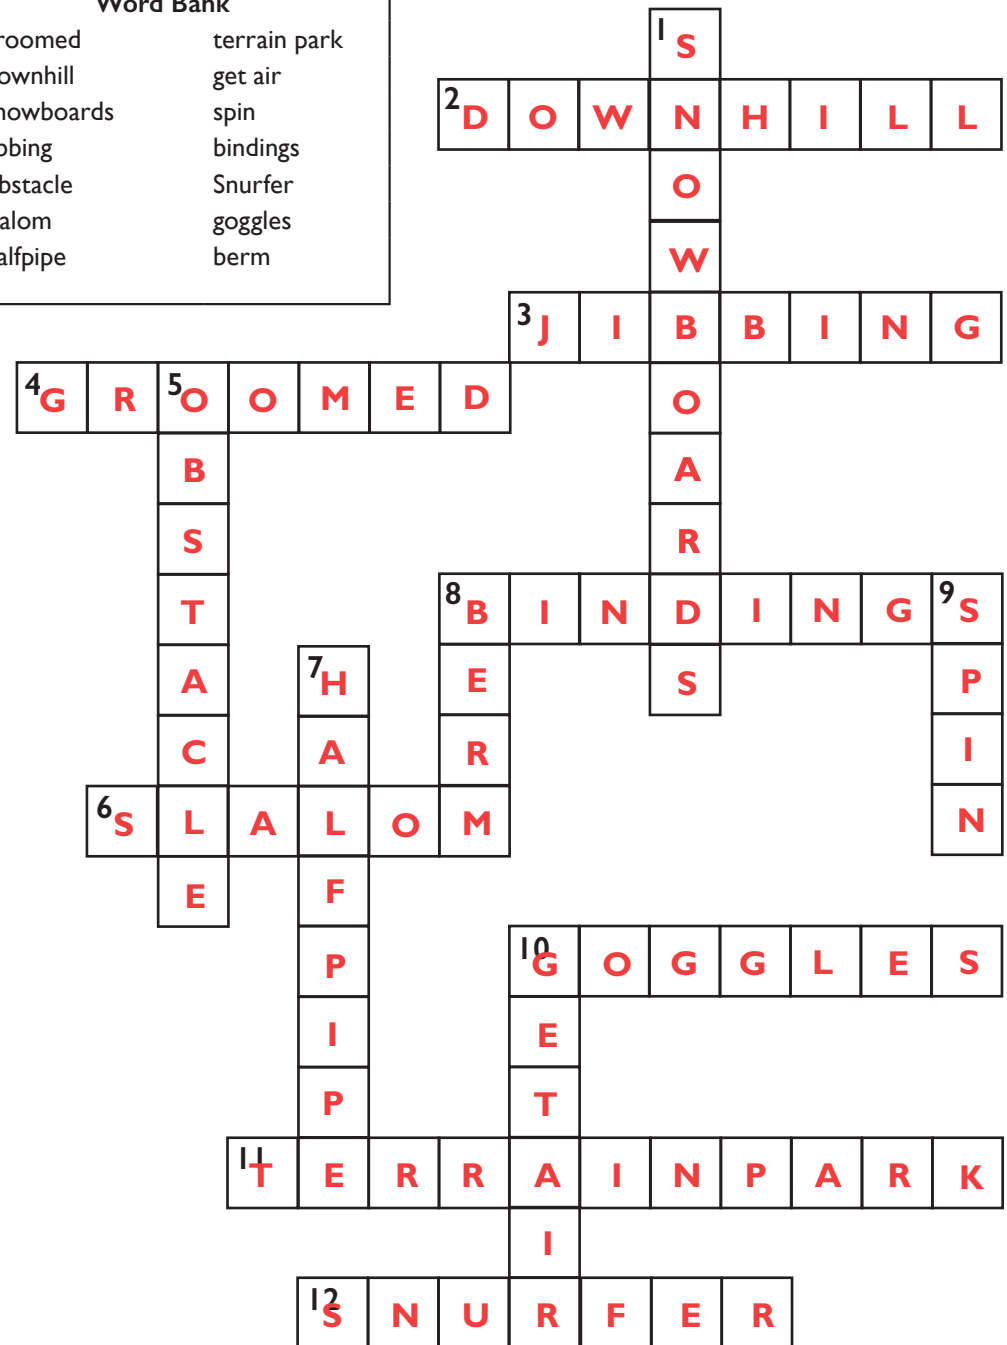 Word Bank
roomed terrain park
ownhill get air
nowboards spin
bbing bindings
bstacle Snurfer
alom goggles
alfpipe berm
1 S
2 D O W N H I L L
O
W
3 J I B B I N G
4 G R 5 O O M E D O
B A
S R
T 8 B I N D I N G 9 S
A 7 H E S P
C A R I
6 S L A L O M N
E F
P 10 G O G G L E S
I E
P T
11 T E R R A I N P A R K
I
12 S N U R F E R